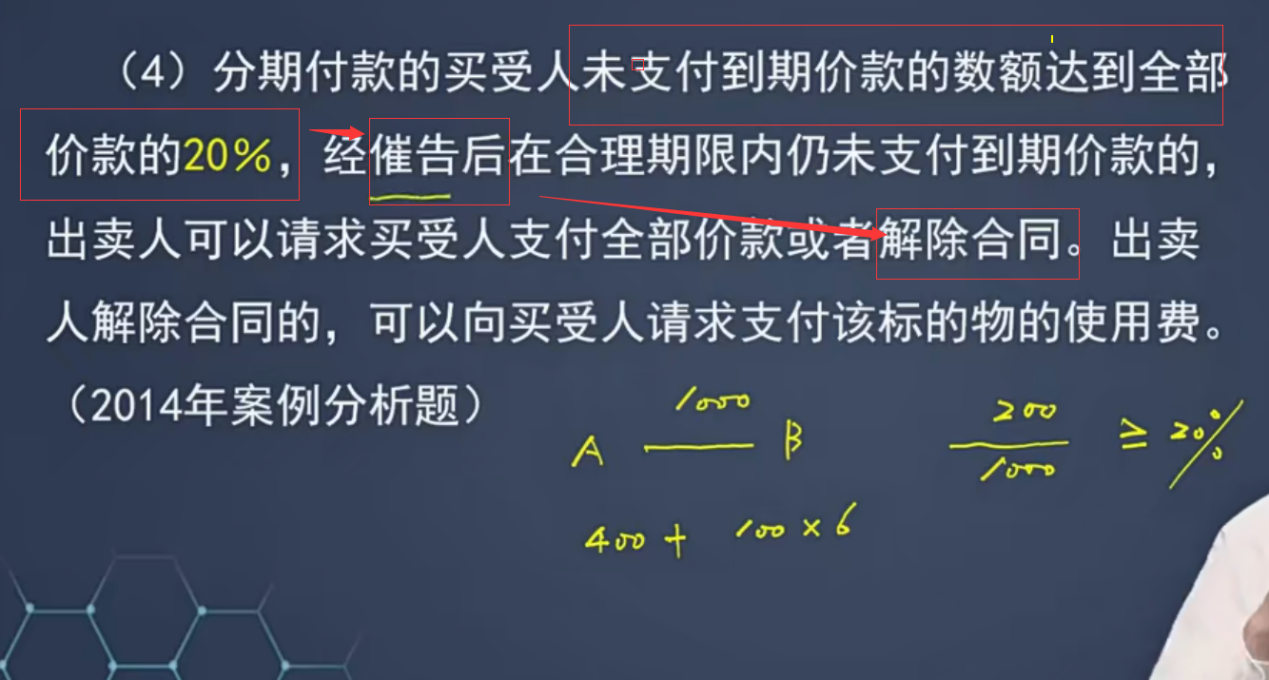 （4）分期付款的买受人未支付到期价款的数额达到全部
价款的20%，经催告后在合理期限内仍未支付到期价款的，
出卖人可以请求买受人支付全部价款或者解除合同。出卖
人解除合同的，可以向买受人请求支付该标的物的使用费。
（2014年案例分析题）
1000
A — B
400 + 100 × 6
200
1000
≥ 20%